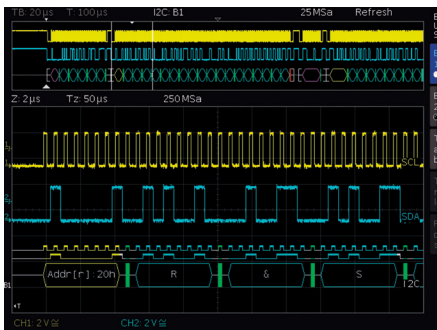 TB: 20 µs T: 100 µs I2C: B1 25 MSa Refresh
Z: 2 µs Tz: 50 µs 250 MSa
SCL
SDA
Addr[r]: 20h R & S
B1 I2C
CH1: 2 V CH2: 2 V